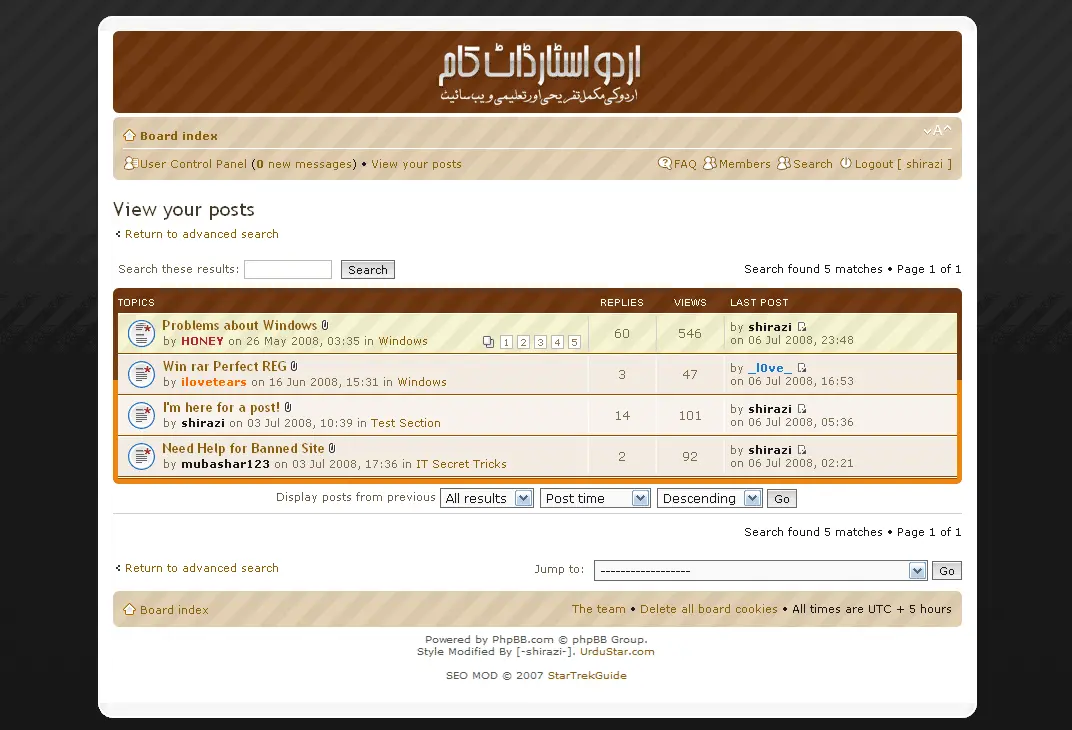 اردو اسٹار ڈاٹ کام
اردو کی مکمل تفریحی اور تعلیمی ویب سائیٹ
Board index
A
User Control Panel (0 new messages) • View your posts
FAQ Members Search Logout [ shirazi ]
View your posts
Return to advanced search
Search these results: Search
Search found 5 matches • Page 1 of 1
TOPICS REPLIES VIEWS LAST POST
Problems about Windows
by HONEY on 26 May 2008, 03:35 in Windows
1 2 3 4 5
60 546
by shirazi
on 06 Jul 2008, 23:48
Win rar Perfect REG
by ilovetears on 16 Jun 2008, 15:31 in Windows
3 47
by _l0ve_
on 06 Jul 2008, 16:53
I'm here for a post!
by shirazi on 03 Jul 2008, 10:39 in Test Section
14 101
by shirazi
on 06 Jul 2008, 05:36
Need Help for Banned Site
by mubashar123 on 03 Jul 2008, 17:36 in IT Secret Tricks
2 92
by shirazi
on 06 Jul 2008, 02:21
Display posts from previous All results Post time Descending Go
Search found 5 matches • Page 1 of 1
Return to advanced search
Jump to: ------------------ Go
Board index
The team • Delete all board cookies • All times are UTC + 5 hours
Powered by PhpBB.com © phpBB Group.
Style Modified By [-shirazi-]. UrduStar.com
SEO MOD © 2007 StarTrekGuide